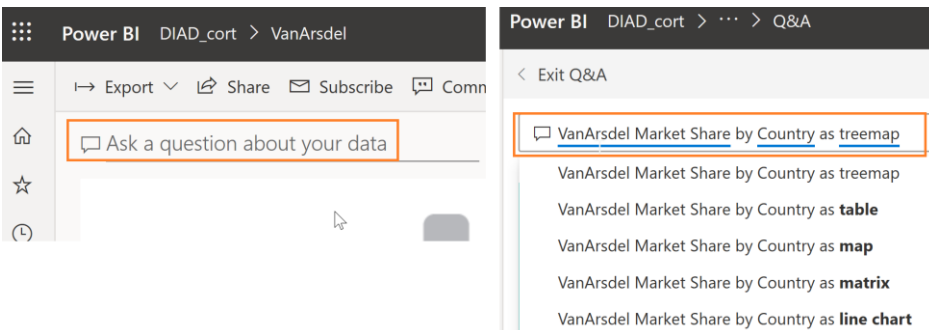 Power BI DIAD_cort > VanArsdel
Export Share Subscribe Comm
Ask a question about your data
Power BI DIAD_cort > ... > Q&A
< Exit Q&A
VanArsdel Market Share by Country as treemap
VanArsdel Market Share by Country as treemap
VanArsdel Market Share by Country as table
VanArsdel Market Share by Country as map
VanArsdel Market Share by Country as matrix
VanArsdel Market Share by Country as line chart